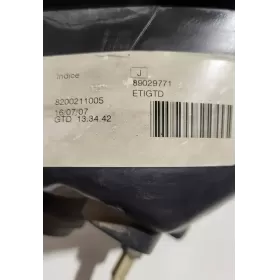 Indice J
89029771
ETIGTD
8200211005
16/07/07
GTD 13.34.42